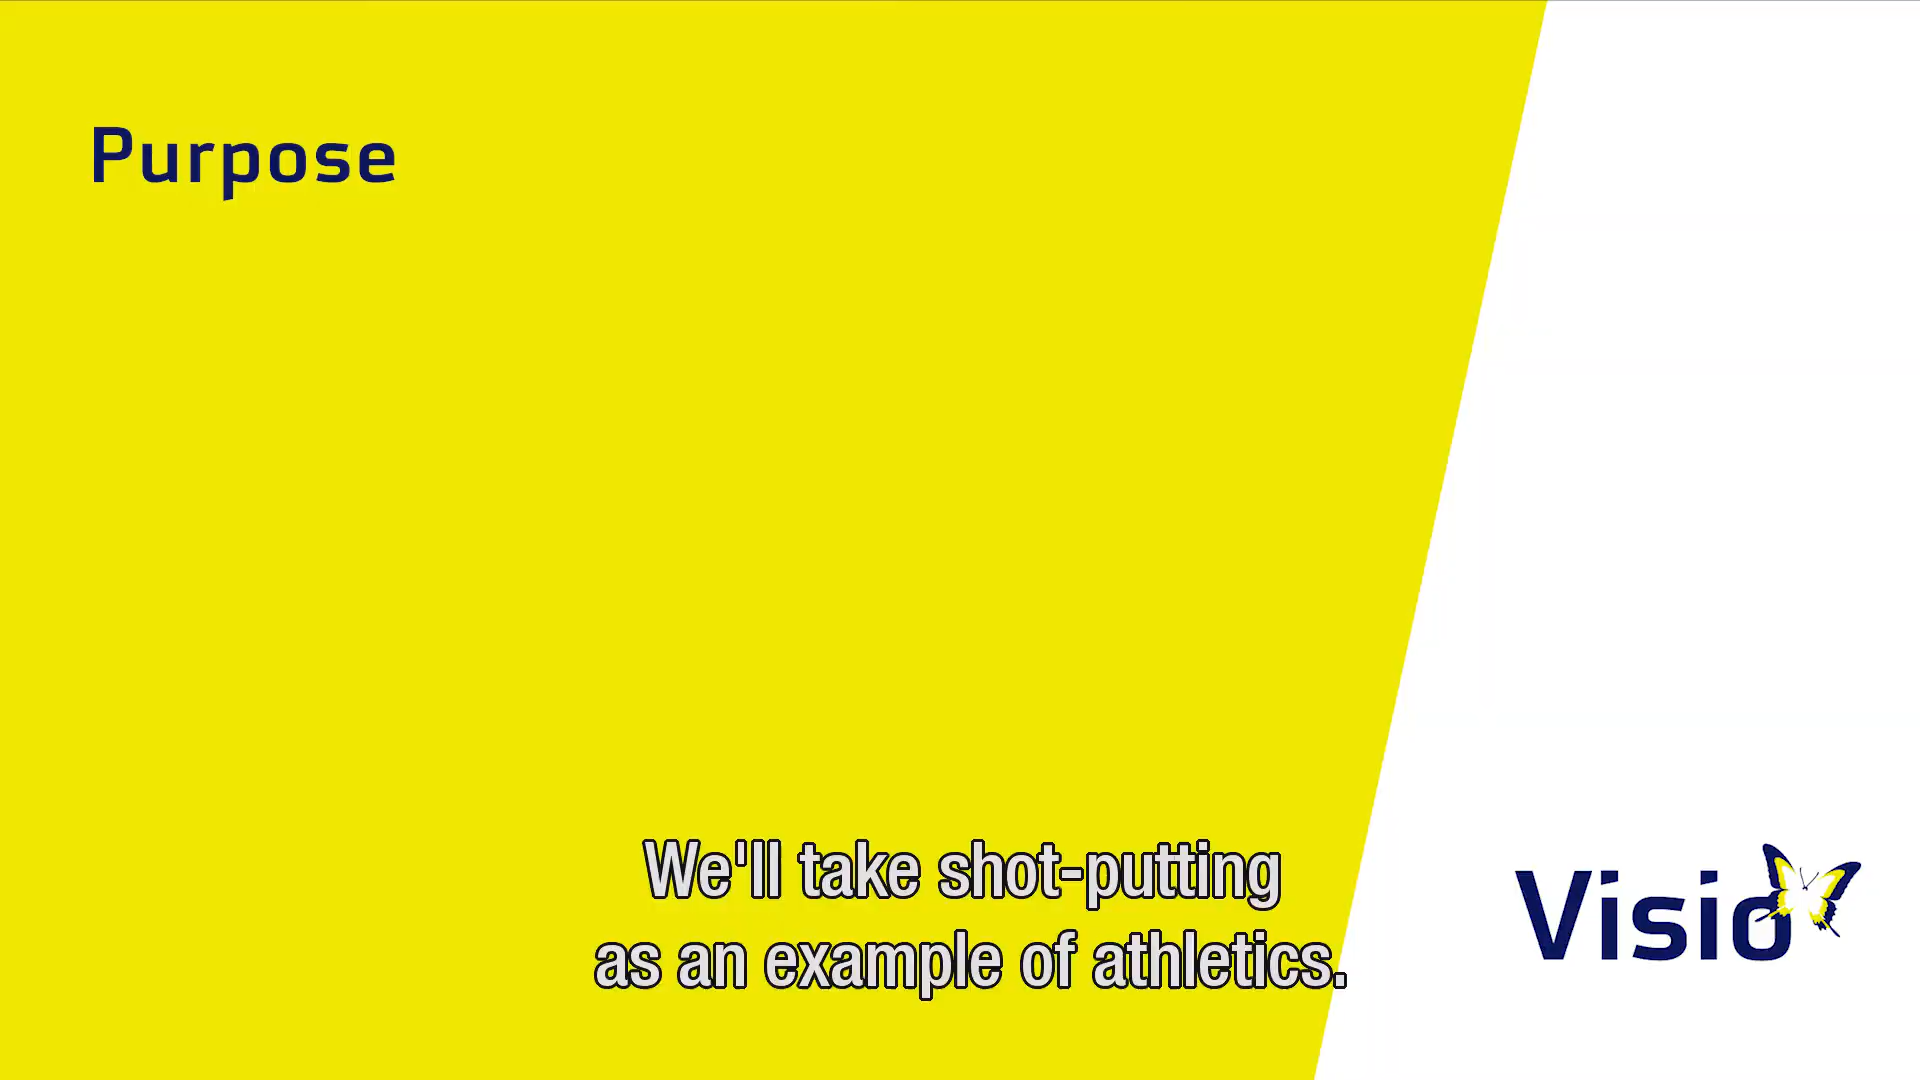 Purpose
We'll take shot-putting
as an example of athletics.
Visio